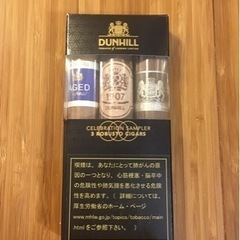 DUNHILL
AGED
1907
CELEBRATION SAMPLER
3 ROBUSTO CIGARS
喫煙は、あなたにとって肺がんの原
因の一つとなり、心筋梗塞・脳卒中
の危険性や肺気腫を悪化させる危険
性を高めます。(詳細については、
厚生労働省のホーム・ページ
www.mhlw.go.jp/topics/tobacco/main
.htmlをご参照下さい。)